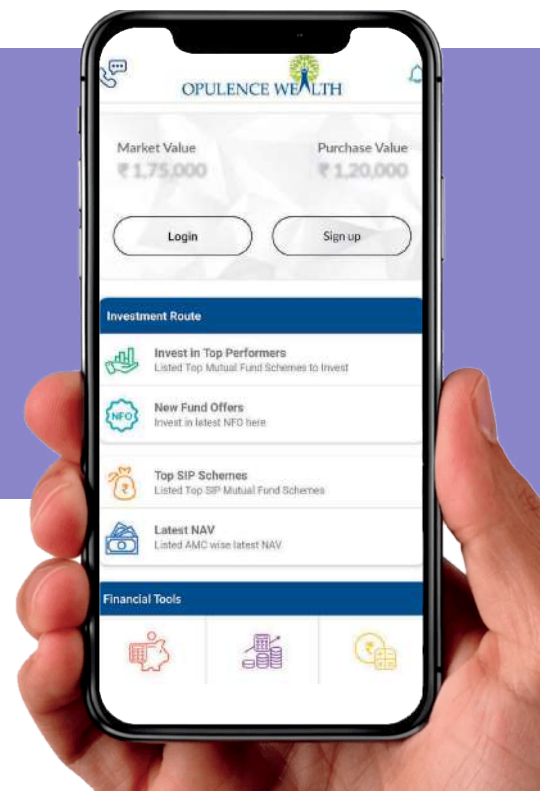 OPULENCE WEALTH
Market Value
Purchase Value
₹ 1,75,000
₹ 1,20,000
Login
Sign up
Investment Route
Invest in Top Performers
Listed Top Mutual Fund Schemes to Invest
NFO
New Fund Offers
Invest in latest NFO here
₹
Top SIP Schemes
Listed Top SIP Mutual Fund Schemes
Latest NAV
Listed AMC wise latest NAV
Financial Tools
₹